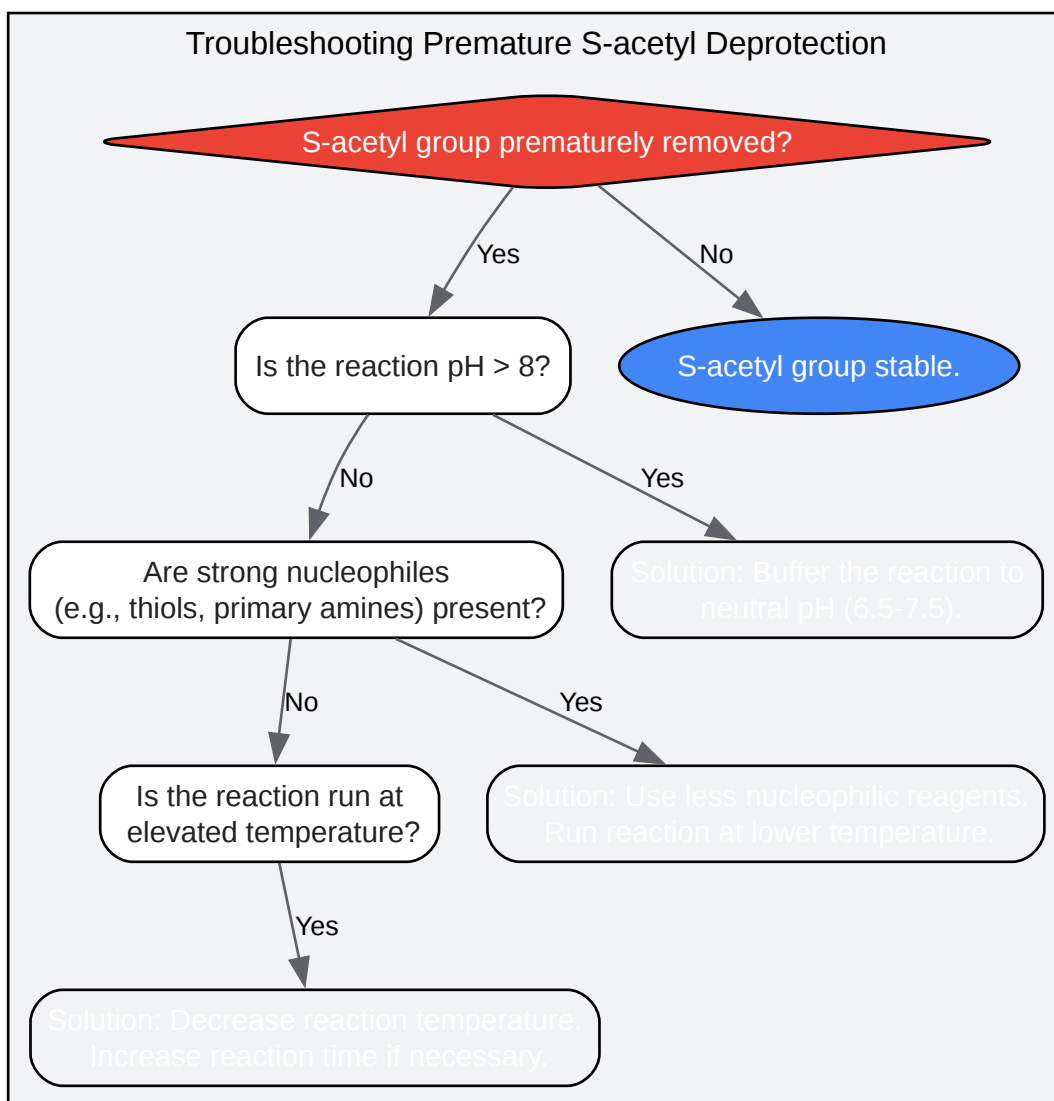 Troubleshooting Premature S-acetyl Deprotection
S-acetyl group prematurely removed?
Yes
No
Is the reaction pH > 8?
S-acetyl group stable.
No
Yes
Are strong nucleophiles
(e.g., thiols, primary amines) present?
Solution: Buffer the reaction to
neutral pH (6.5-7.5).
No
Yes
Is the reaction run at
elevated temperature?
Solution: Use less nucleophilic reagents.
Run reaction at lower temperature.
Yes
Solution: Decrease reaction temperature.
Increase reaction time if necessary.